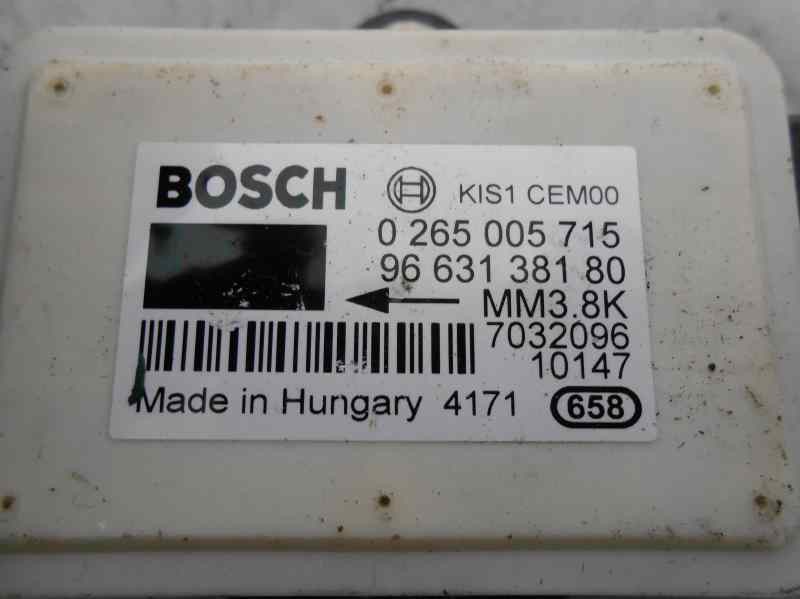 BOSCH KIS1 CEM00
0 265 005 715
96 631 381 80
MM3.8K
7032096
10147
Made in Hungary 4171 658